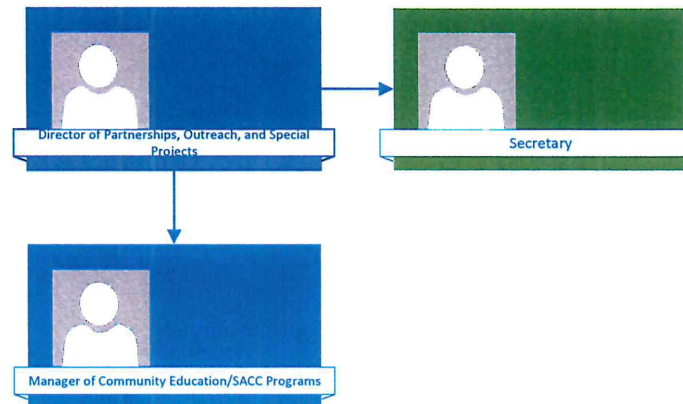 Director of Partnerships, Outreach, and Special
Projects
Secretary
Manager of Community Education/SACC Programs